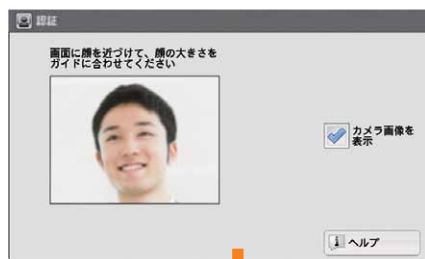 認証
画面に顔を近づけて、顔の大きさを
ガイドに合わせてください
カメラ画像を
表示
ヘルプ